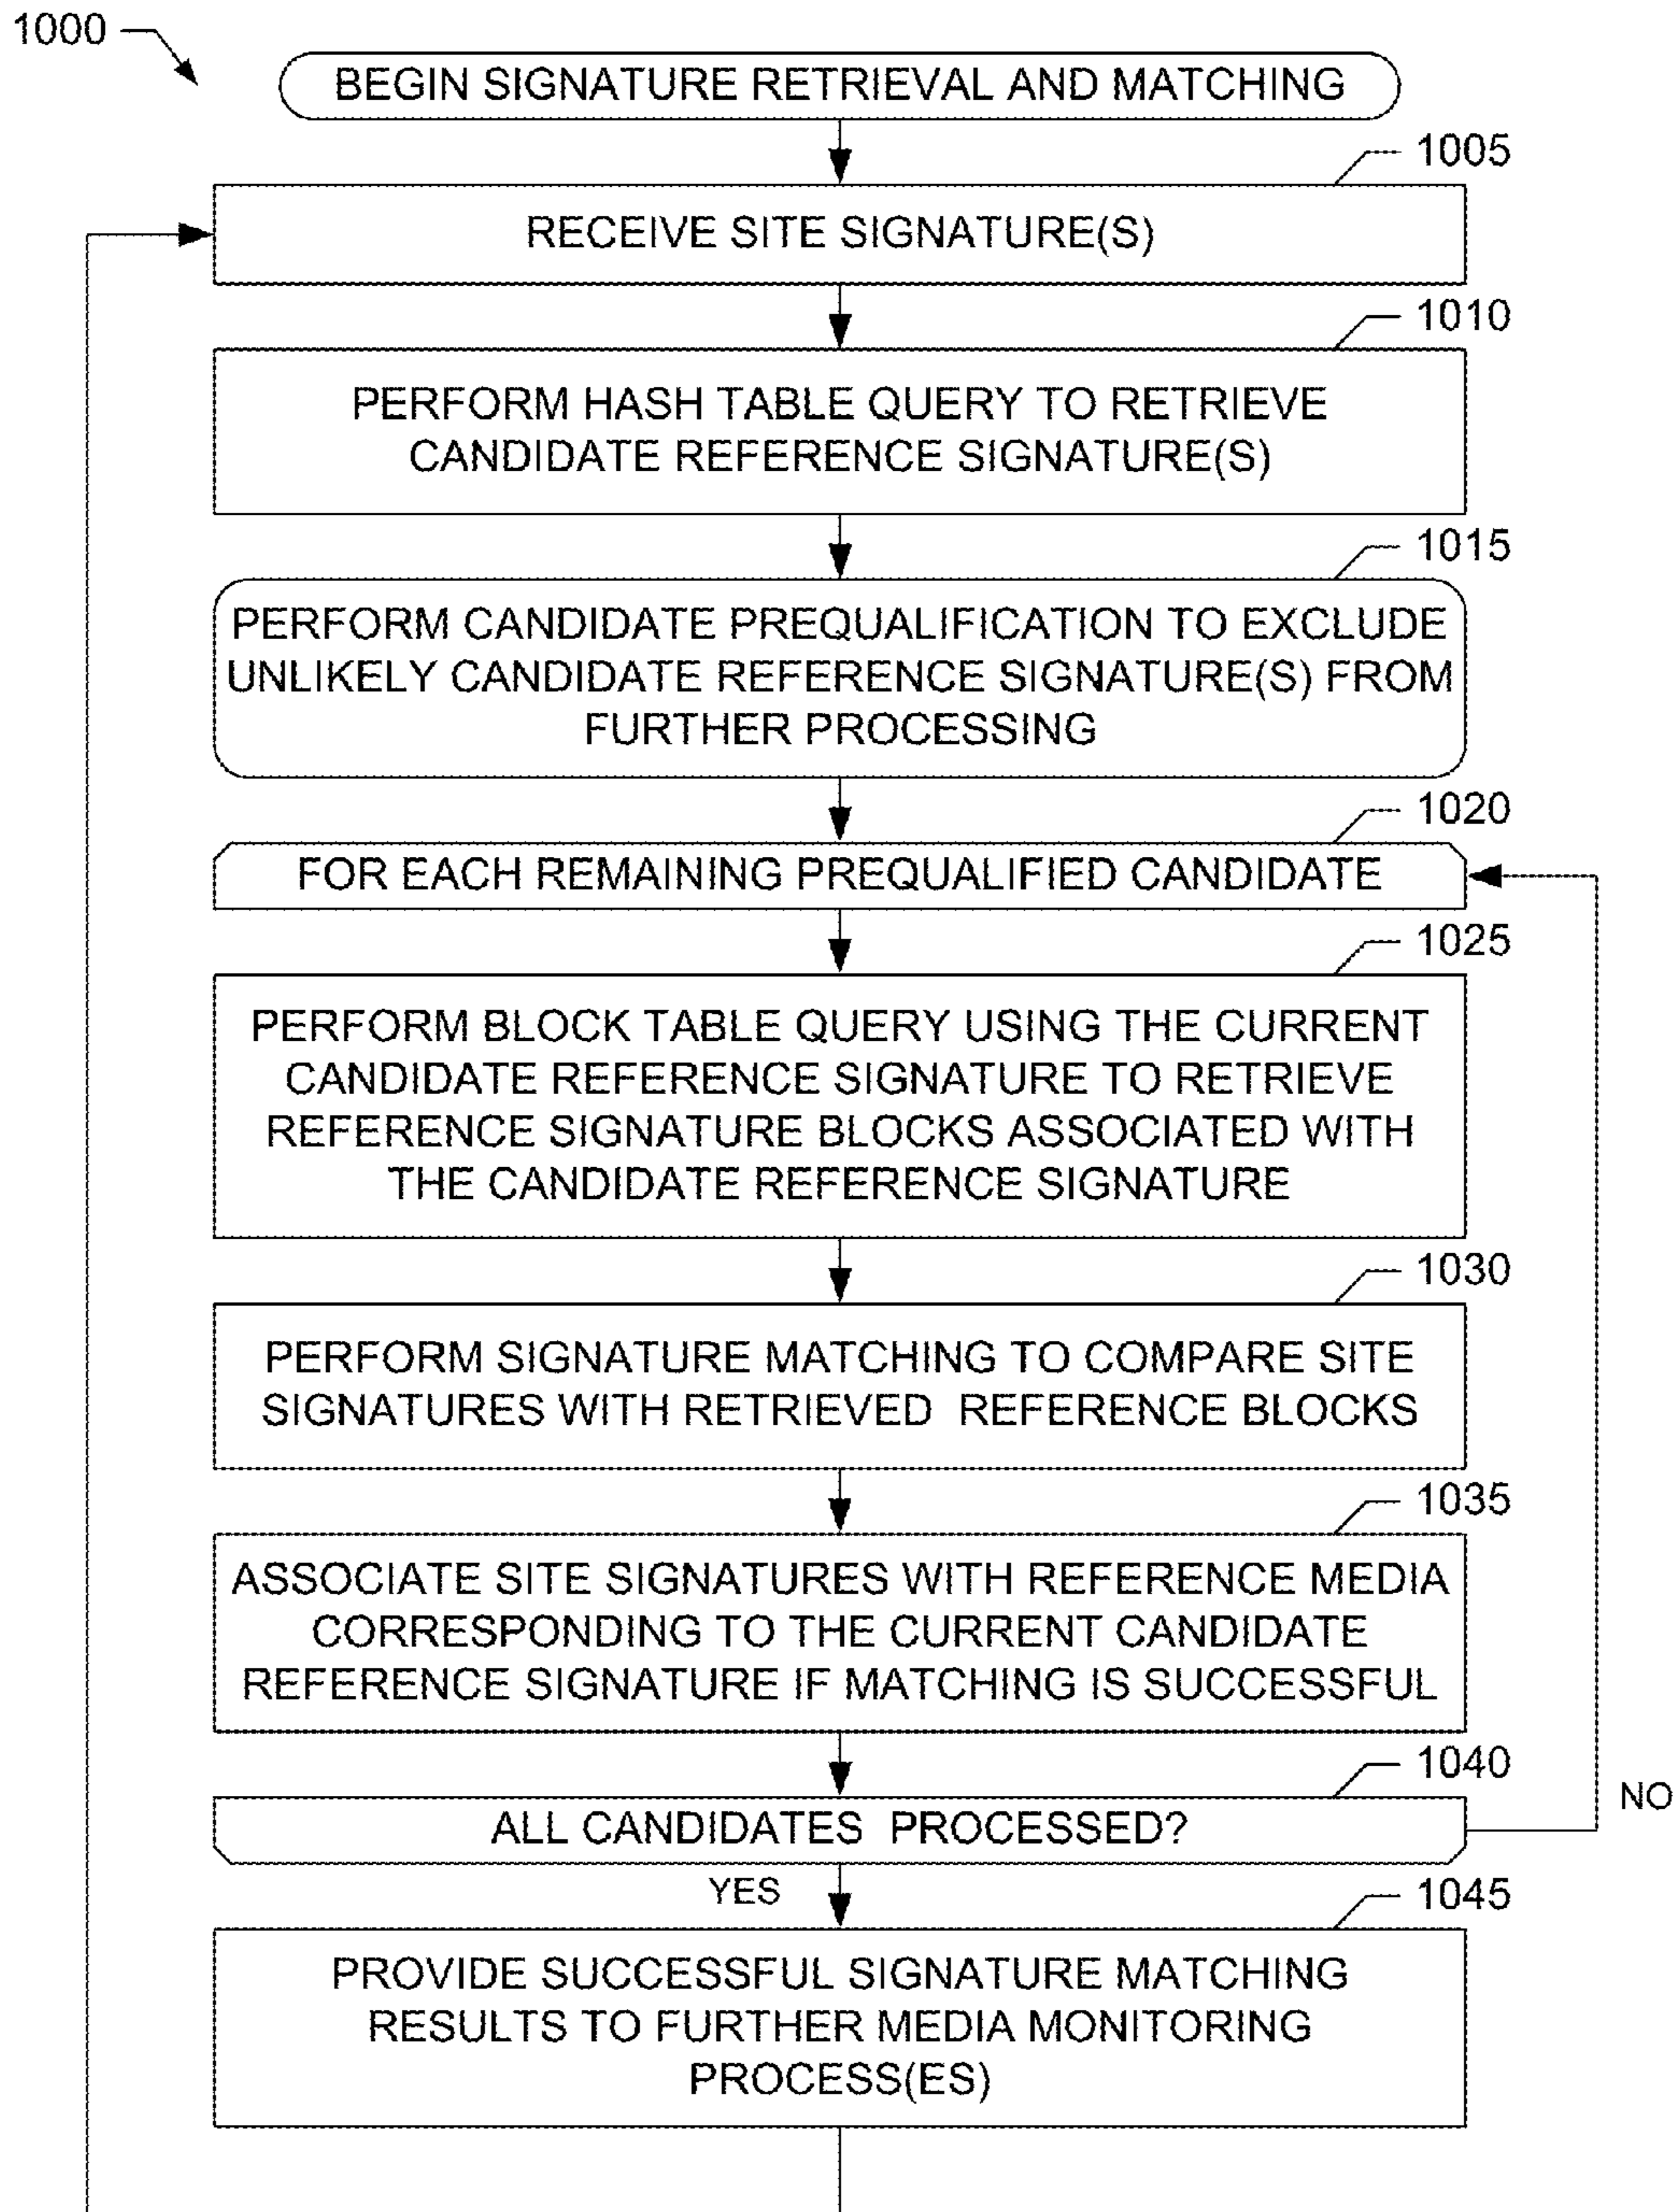 1000
BEGIN SIGNATURE RETRIEVAL AND MATCHING
1005
RECEIVE SITE SIGNATURE(S)
1010
PERFORM HASH TABLE QUERY TO RETRIEVE
CANDIDATE REFERENCE SIGNATURE(S)
1015
PERFORM CANDIDATE PREQUALIFICATION TO EXCLUDE
UNLIKELY CANDIDATE REFERENCE SIGNATURE(S) FROM
FURTHER PROCESSING
1020
FOR EACH REMAINING PREQUALIFIED CANDIDATE
1025
PERFORM BLOCK TABLE QUERY USING THE CURRENT
CANDIDATE REFERENCE SIGNATURE TO RETRIEVE
REFERENCE SIGNATURE BLOCKS ASSOCIATED WITH
THE CANDIDATE REFERENCE SIGNATURE
1030
PERFORM SIGNATURE MATCHING TO COMPARE SITE
SIGNATURES WITH RETRIEVED REFERENCE BLOCKS
1035
ASSOCIATE SITE SIGNATURES WITH REFERENCE MEDIA
CORRESPONDING TO THE CURRENT CANDIDATE
REFERENCE SIGNATURE IF MATCHING IS SUCCESSFUL
1040
ALL CANDIDATES PROCESSED?
NO
YES
1045
PROVIDE SUCCESSFUL SIGNATURE MATCHING
RESULTS TO FURTHER MEDIA MONITORING
PROCESS(ES)